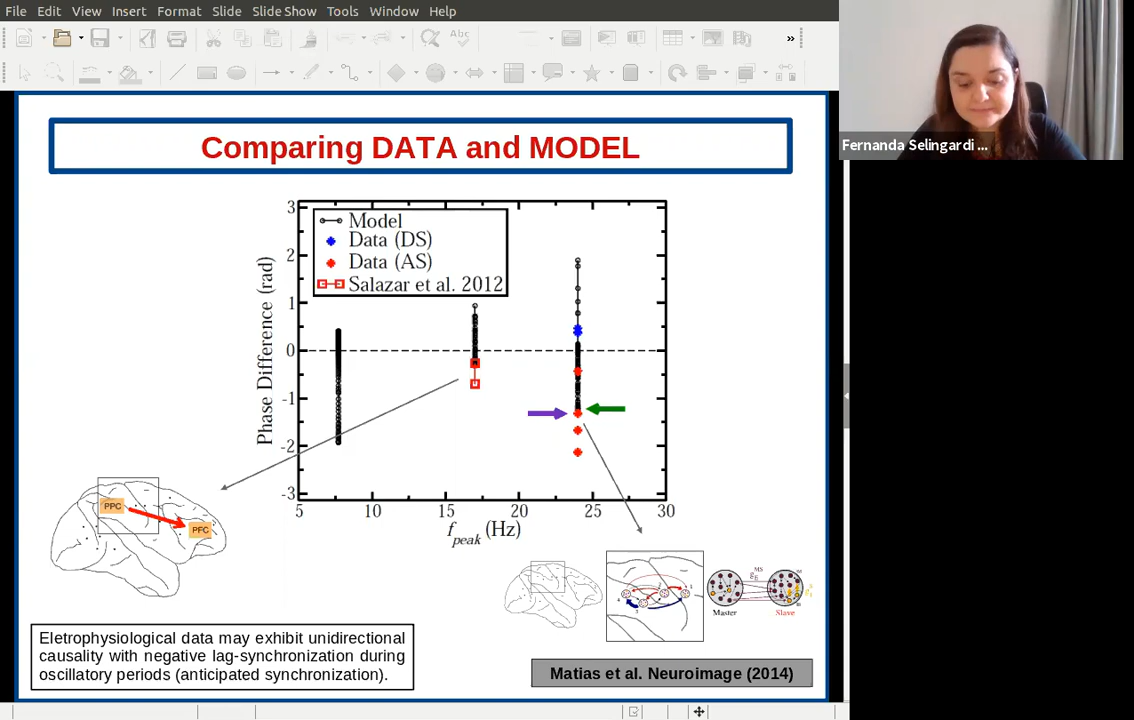 File Edit View Insert Format Slide Slide Show Tools Window Help
Abc
»
Fernanda Selingardi ...
Comparing DATA and MODEL
Model
Data (DS)
Data (AS)
Salazar et al. 2012
3
2
1
0
-1
-2
-3
Phase Difference (rad)
5 10 15 20 25 30
fpeak (Hz)
PPC
PFC
MS
Master
Slave
Eletrophysiological data may exhibit unidirectional
causality with negative lag-synchronization during
oscillatory periods (anticipated synchronization).
Matias et al. Neuroimage (2014)